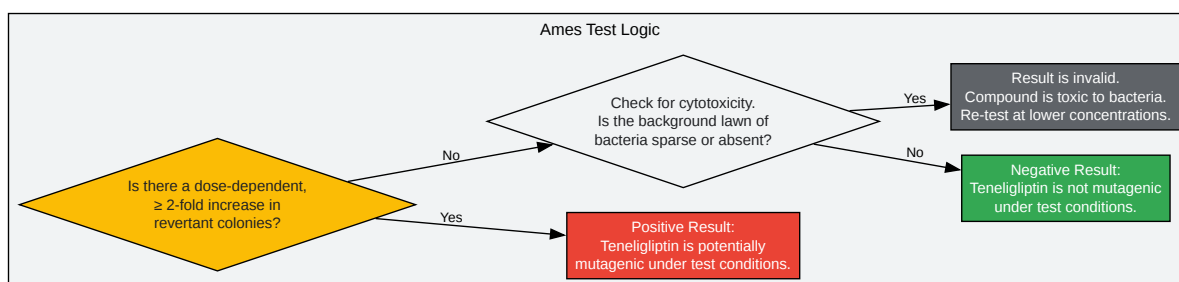 Ames Test Logic
Is there a dose-dependent,
≥ 2-fold increase in
revertant colonies?
No
Yes
Check for cytotoxicity.
Is the background lawn of
bacteria sparse or absent?
Yes
No
Result is invalid.
Compound is toxic to bacteria.
Re-test at lower concentrations.
Negative Result:
Teneligliptin is not mutagenic
under test conditions.
Positive Result:
Teneligliptin is potentially
mutagenic under test conditions.